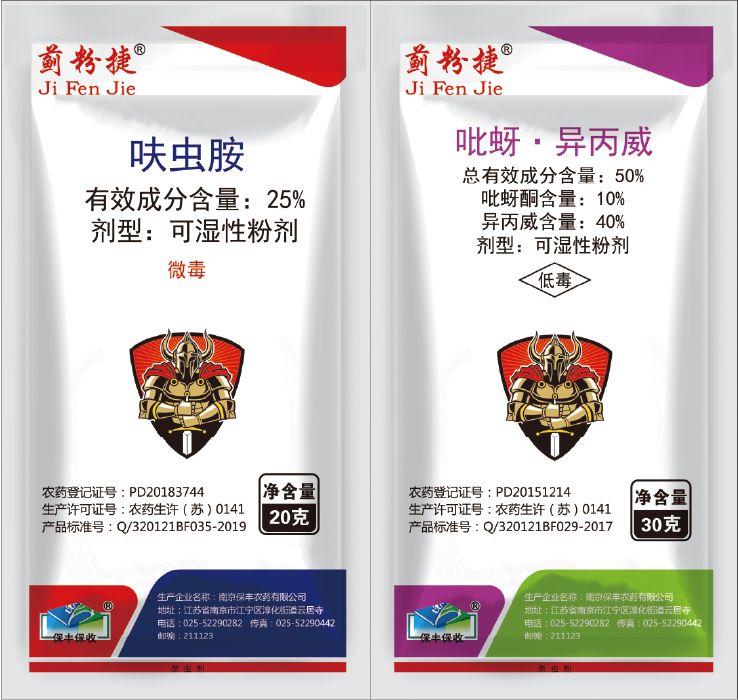 蓟粉捷®
Ji Fen Jie
呋虫胺
有效成分含量：25%
剂型：可湿性粉剂
微毒
农药登记证号：PD20183744
生产许可证号：农药生许（苏）0141
产品标准号：Q/320121BF035-2019
净含量
20克
®
保丰保收
生产企业名称：南京保丰农药有限公司
地址：江苏省南京市江宁区淳化街道云居寺
电话：025-52290282 传真：025-52290442
邮编：211123
杀虫剂
蓟粉捷®
Ji Fen Jie
吡蚜·异丙威
总有效成分含量：50%
吡蚜酮含量：10%
异丙威含量：40%
剂型：可湿性粉剂
低毒
农药登记证号：PD20151214
生产许可证号：农药生许（苏）0141
产品标准号：Q/320121BF029-2017
净含量
30克
®
保丰保收
生产企业名称：南京保丰农药有限公司
地址：江苏省南京市江宁区淳化街道云居寺
电话：025-52290282 传真：025-52290442
邮编：211123
杀虫剂